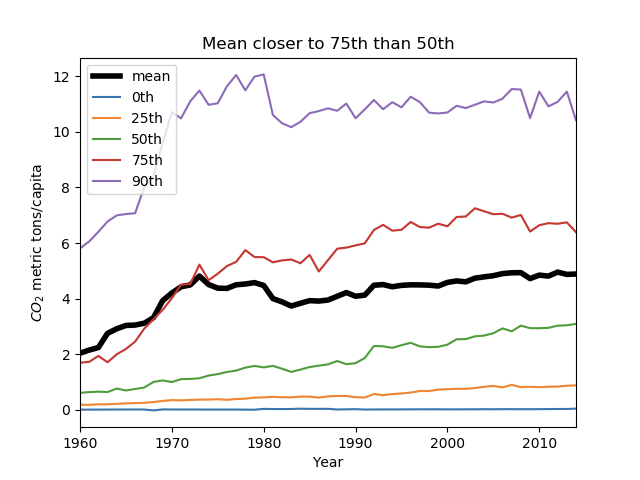 Mean closer to 75th than 50th
mean
0th
25th
50th
75th
90th
CO₂ metric tons/capita
12
10
8
6
4
2
0
1960
1970
1980
1990
2000
2010
Year